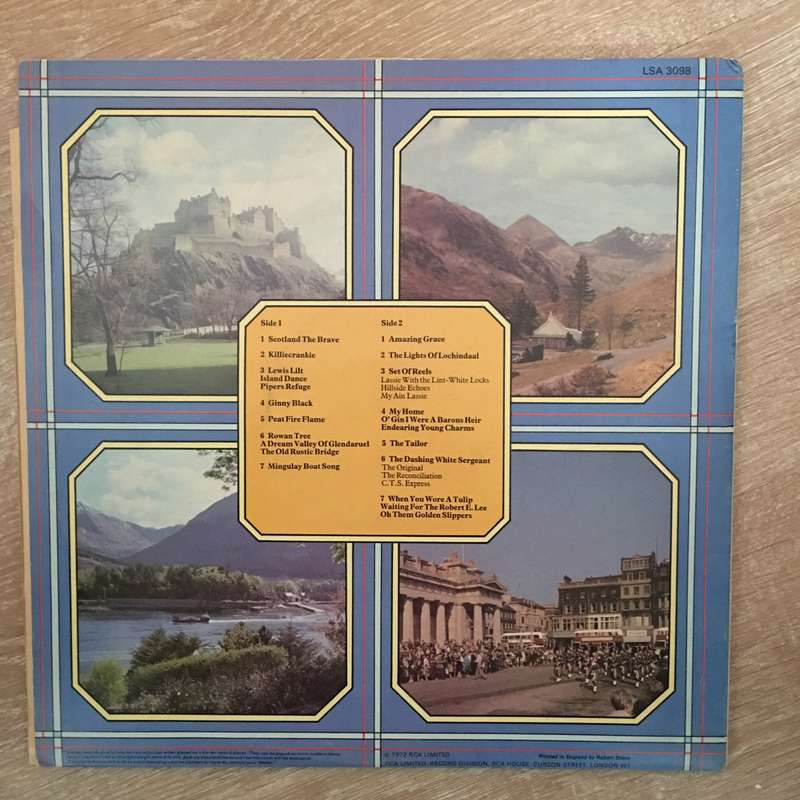 LSA 3098
Side 1
1 Scotland The Brave
2 Killiecrankie
3 Lewis Lilt
Island Dance
Pipers Refuge
4 Ginny Black
5 Peat Fire Flame
6 Rowan Tree
A Dream Valley Of Glendaruel
The Old Rustic Bridge
7 Mingulay Boat Song
Side 2
1 Amazing Grace
2 The Lights Of Lochindaal
3 Set Of Reels
Lassie With the Lint-White Locks
Hillside Echoes
My Ain Lassie
4 My Home
O' Gin I Were A Barons Heir
Endearing Young Charms
5 The Tailor
6 The Dashing White Sergeant
The Original
The Reconciliation
C.T.S. Express
7 When You Wore A Tulip
Waiting For The Robert E. Lee
Oh Them Golden Slippers
© 1972 RCA LIMITED
RCA LIMITED, RECORD DIVISION, RCA HOUSE, CURZON STREET, LONDON W1
Printed in England by Robert Stace